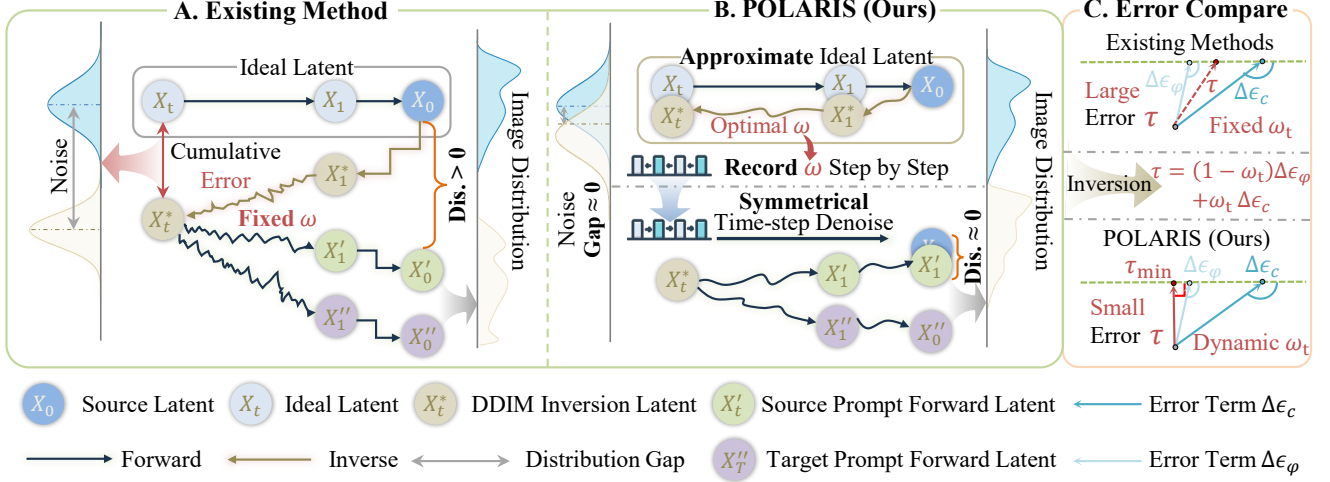 A. Existing Method
Ideal Latent
X_t
X_1
X_0
Noise
Cumulative
Error
X_1^*
Fixed ω
X_t^*
X_1'
X_0'
X_1''
X_0''
Dis. > 0
Image Distribution
B. POLARIS (Ours)
Approximate Ideal Latent
X_t
X_1
X_0
X_t^*
X_1^*
Optimal ω
Record ω Step by Step
Noise
Gap ≈ 0
Symmetrical
Time-step Denoise
X_t^*
X_1'
X_1'
X_1''
X_0''
Dis. ≈ 0
Image Distribution
C. Error Compare
Existing Methods
Δϵ_φ
τ
Δϵ_c
Large
Error τ
Fixed ω_t
Inversion
τ = (1 − ω_t)Δϵ_φ
+ω_t Δϵ_c
POLARIS (Ours)
τ_min
Δϵ_φ
Δϵ_c
Small
Error τ
Dynamic ω_t
X_0 Source Latent
X_t Ideal Latent
X_t^* DDIM Inversion Latent
X_t' Source Prompt Forward Latent
Error Term Δϵ_c
Forward
Inverse
Distribution Gap
X_T'' Target Prompt Forward Latent
Error Term Δϵ_φ